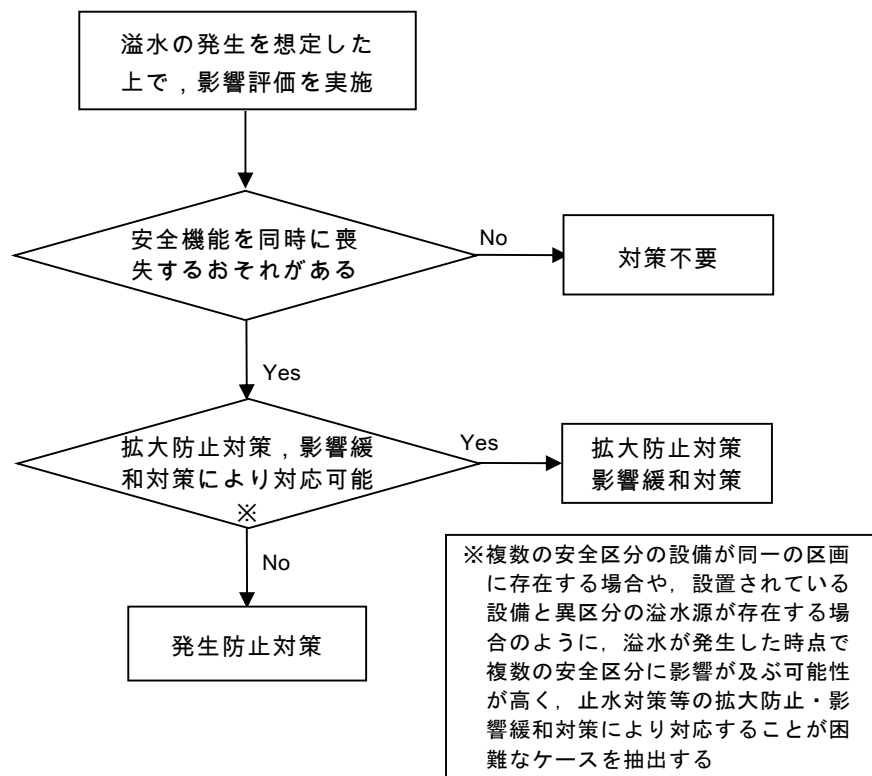 溢水の発生を想定した
上で，影響評価を実施
安全機能を同時に喪
失するおそれがある
No
対策不要
Yes
拡大防止対策，影響緩
和対策により対応可能
※
Yes
拡大防止対策
影響緩和対策
No
発生防止対策
※複数の安全区分の設備が同一の区画
に存在する場合や，設置されている
設備と異区分の溢水源が存在する場
合のように，溢水が発生した時点で
複数の安全区分に影響が及ぶ可能性
が高く，止水対策等の拡大防止・影
響緩和対策により対応することが困
難なケースを抽出する